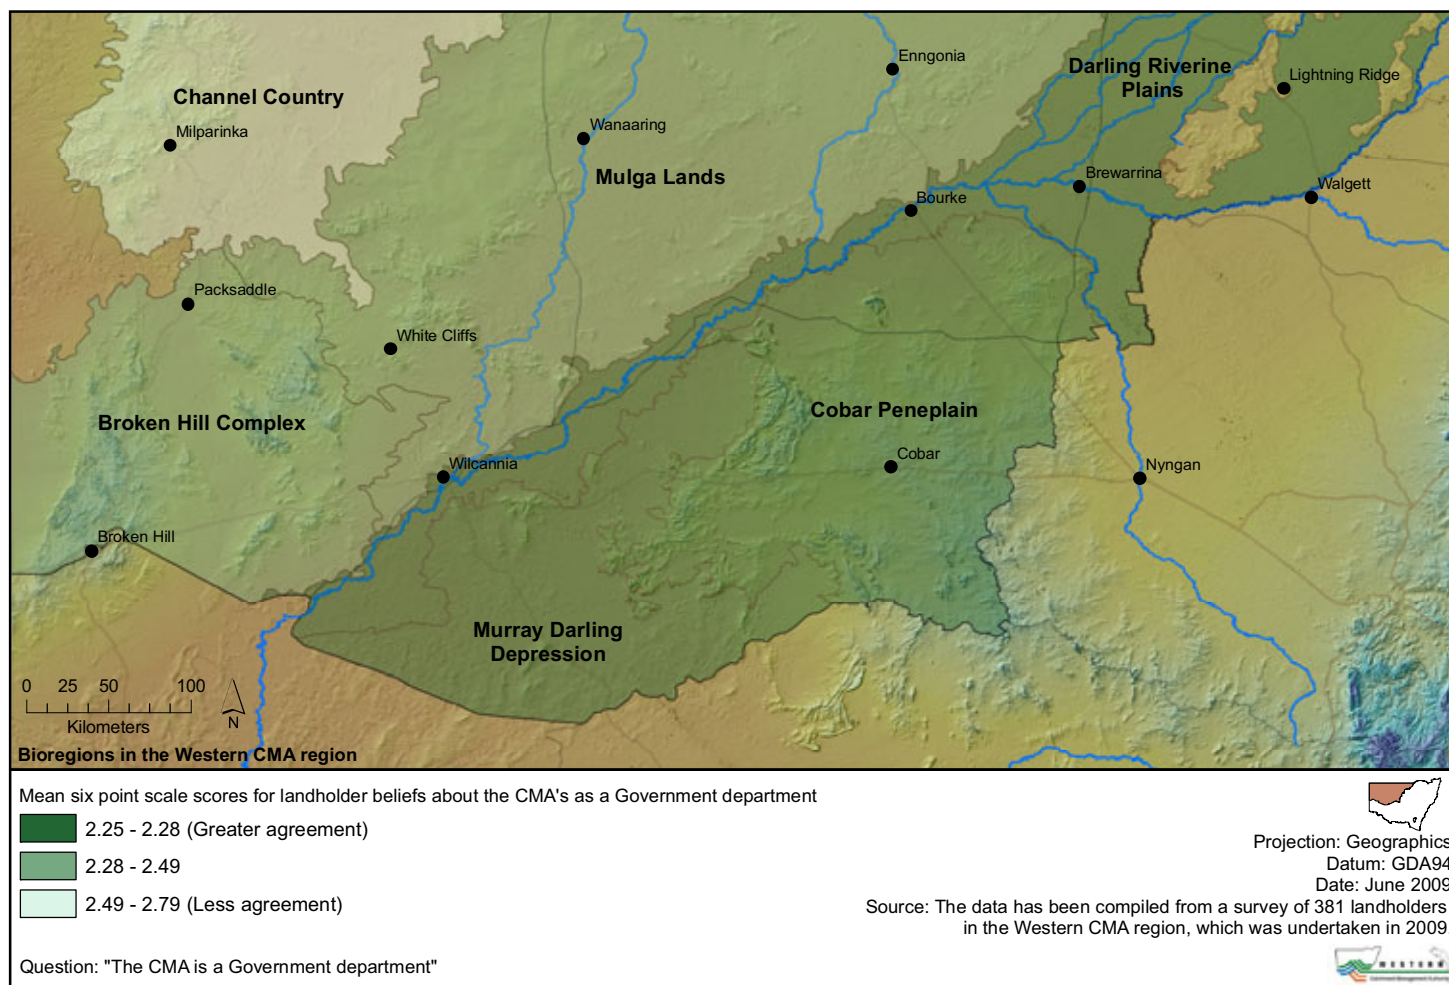 Channel Country
Milparinka
Enngonia
Darling Riverine
Plains
Lightning Ridge
Wanaaring
Mulga Lands
Brewarrina
Walgett
Bourke
Packsaddle
White Cliffs
Broken Hill Complex
Cobar Peneplain
Cobar
Wilcannia
Nyngan
Broken Hill
Murray Darling
Depression
0 25 50 100
Kilometers
N
Bioregions in the Western CMA region
Mean six point scale scores for landholder beliefs about the CMA's as a Government department
2.25 - 2.28 (Greater agreement)
2.28 - 2.49
2.49 - 2.79 (Less agreement)
Question: "The CMA is a Government department"
Projection: Geographics
Datum: GDA94
Date: June 2009
Source: The data has been compiled from a survey of 381 landholders
in the Western CMA region, which was undertaken in 2009.
WESTERN